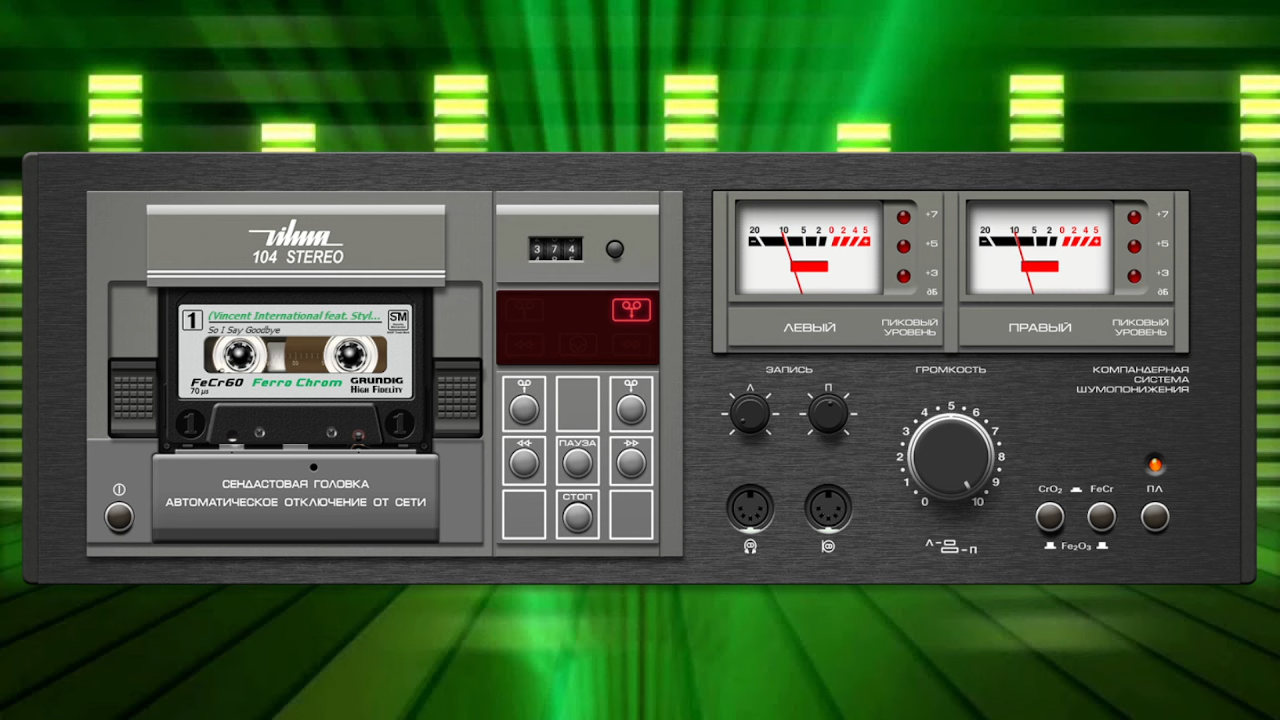 vilma
104 STEREO
1
(Vincent International feat. Styl...
SM
So I Say Goodbye
FeCr60 Ferro Chrom GRUNDIG
70 µs High Fidelity
1 1
СЕНДАСТОВАЯ ГОЛОВКА
АВТОМАТИЧЕСКОЕ ОТКЛЮЧЕНИЕ ОТ СЕТИ
3 7 4
ПАУЗА
СТОП
20 10 5 2 0 2 4 5
+7
+5
+3
дБ
ЛЕВЫЙ
ПИКОВЫЙ
УРОВЕНЬ
20 10 5 2 0 2 4 5
+7
+5
+3
дБ
ПРАВЫЙ
ПИКОВЫЙ
УРОВЕНЬ
ЗАПИСЬ
Л П
ГРОМКОСТЬ
0 1 2 3 4 5 6 7 8 9 10
Л П
КОМПАНДЕРНАЯ
СИСТЕМА
ШУМОПОНИЖЕНИЯ
CrO₂ FeCr ПЛ
Fe₂O₃